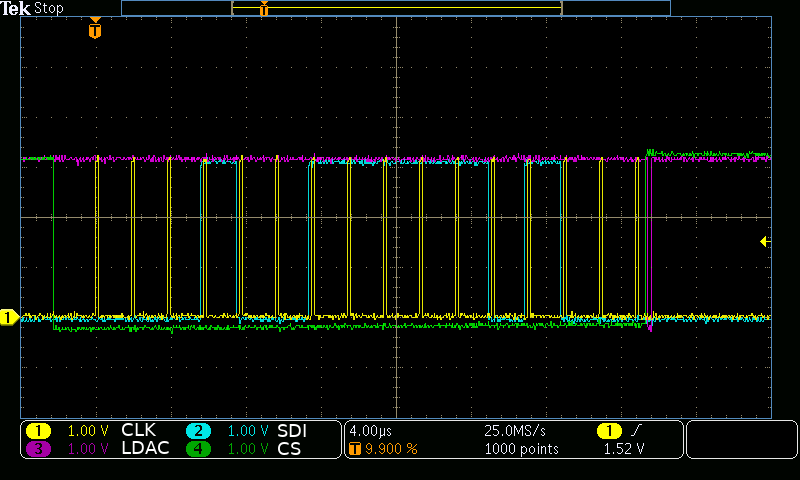 Tek Stop
T
T
1
1 1.00 V CLK 2 1.00 V SDI
3 1.00 V LDAC 4 1.00 V CS
4.00µs 25.0MS/s 1
T 9.900 % 1000 points 1.52 V